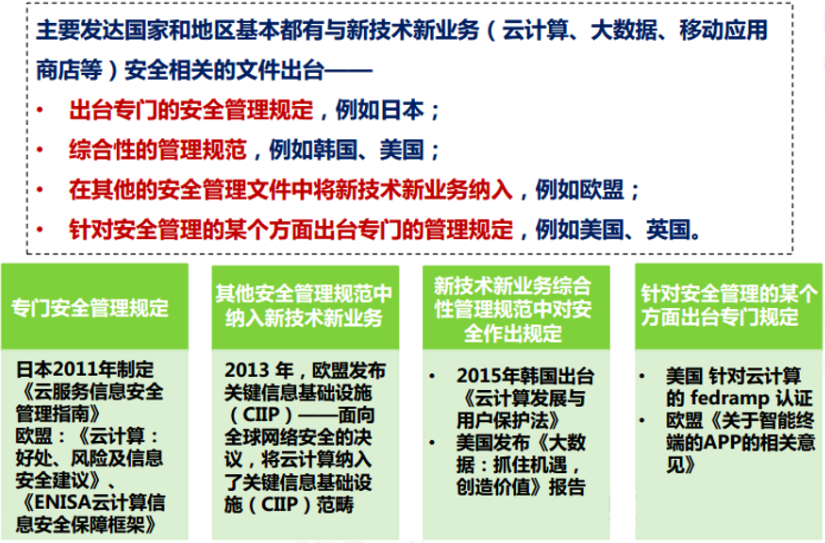 主要发达国家和地区基本都有与新技术新业务（云计算、大数据、移动应用
商店等）安全相关的文件出台——
• 出台专门的安全管理规定，例如日本；
• 综合性的管理规范，例如韩国、美国；
• 在其他的安全管理文件中将新技术新业务纳入，例如欧盟；
• 针对安全管理的某个方面出台专门的管理规定，例如美国、英国。
专门安全管理规定
日本2011年制定
《云服务信息安全
管理指南》
欧盟：《云计算：
好处、风险及信息
安全建议》、
《ENISA云计算信
息安全保障框架》
其他安全管理规范中
纳入新技术新业务
2013 年，欧盟发布
关键信息基础设施
（CIIP）——面向
全球网络安全的决
议，将云计算纳入
了关键信息基础设
施（CIIP）范畴
新技术新业务综合
性管理规范中对安
全作出规定
• 2015年韩国出台
《云计算发展与
用户保护法》
• 美国发布《大数
据：抓住机遇，
创造价值》报告
针对安全管理的某个
方面出台专门规定
• 美国 针对云计算
的 fedramp 认证
• 欧盟《关于智能终
端的APP的相关意
见》